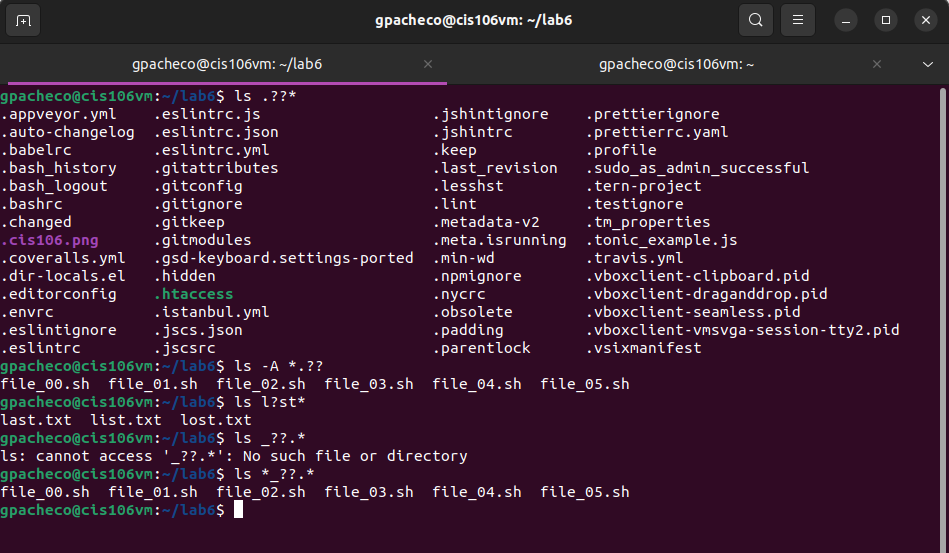 gpacheco@cis106vm: ~/lab6
gpacheco@cis106vm: ~/lab6 gpacheco@cis106vm: ~
gpacheco@cis106vm:~/lab6$ ls .??*
.appveyor.yml .eslintrc.js .jshintignore .prettierignore
.auto-changelog .eslintrc.json .jshintrc .prettierrc.yaml
.babelrc .eslintrc.yml .keep .profile
.bash_history .gitattributes .last_revision .sudo_as_admin_successful
.bash_logout .gitconfig .lesshst .tern-project
.bashrc .gitignore .lint .testignore
.changed .gitkeep .metadata-v2 .tm_properties
.cis106.png .gitmodules .meta.isrunning .tonic_example.js
.coveralls.yml .gsd-keyboard.settings-ported .min-wd .travis.yml
.dir-locals.el .hidden .npmignore .vboxclient-clipboard.pid
.editorconfig .htaccess .nycrc .vboxclient-draganddrop.pid
.envrc .istanbul.yml .obsolete .vboxclient-seamless.pid
.eslintignore .jscs.json .padding .vboxclient-vmsvga-session-tty2.pid
.eslintrc .jscsrc .parentlock .vsixmanifest
gpacheco@cis106vm:~/lab6$ ls -A *.??
file_00.sh file_01.sh file_02.sh file_03.sh file_04.sh file_05.sh
gpacheco@cis106vm:~/lab6$ ls l?st*
last.txt list.txt lost.txt
gpacheco@cis106vm:~/lab6$ ls _??.*
ls: cannot access '_??.*': No such file or directory
gpacheco@cis106vm:~/lab6$ ls *_??.*
file_00.sh file_01.sh file_02.sh file_03.sh file_04.sh file_05.sh
gpacheco@cis106vm:~/lab6$